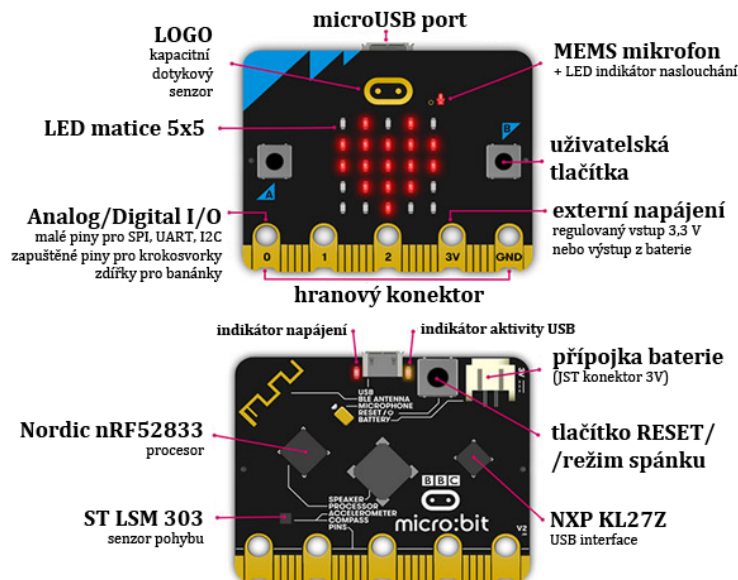 microUSB port
LOGO
kapacitní
dotykový
senzor
MEMS mikrofon
+ LED indikátor naslouchání
LED matice 5x5
B
uživatelská
tlačítka
A
Analog/Digital I/O
malé piny pro SPI, UART, I2C
zapuštěné piny pro krokosvorky
zdířky pro banánky
externí napájení
regulovaný vstup 3,3 V
nebo výstup z baterie
0 1 2 3V GND
hranový konektor
indikátor napájení
indikátor aktivity USB
přípojka baterie
(JST konektor 3V)
3V
USB
BLE ANTENNA
MICROPHONE
RESET /
BATTERY
Nordic nRF52833
procesor
tlačítko RESET/
/režim spánku
BBC
micro:bit
SPEAKER
PROCESSOR
ACCELEROMETER
COMPASS
PINS
ST LSM 303
senzor pohybu
V2
NXP KL27Z
USB interface